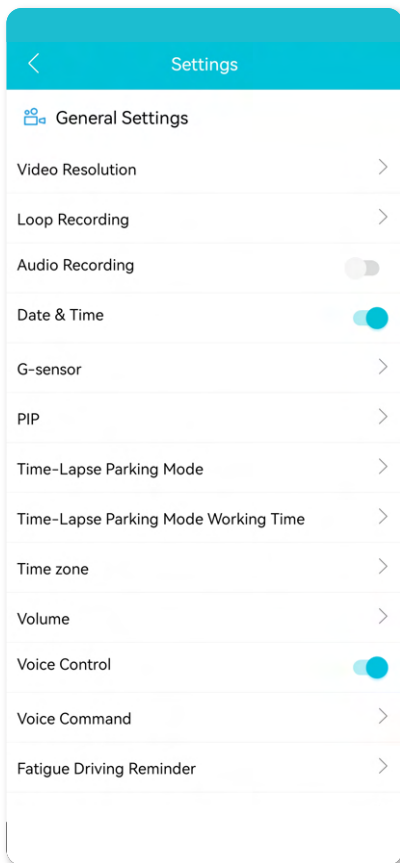 Settings
General Settings
Video Resolution
Loop Recording
Audio Recording
Date & Time
G-sensor
PIP
Time-Lapse Parking Mode
Time-Lapse Parking Mode Working Time
Time zone
Volume
Voice Control
Voice Command
Fatigue Driving Reminder